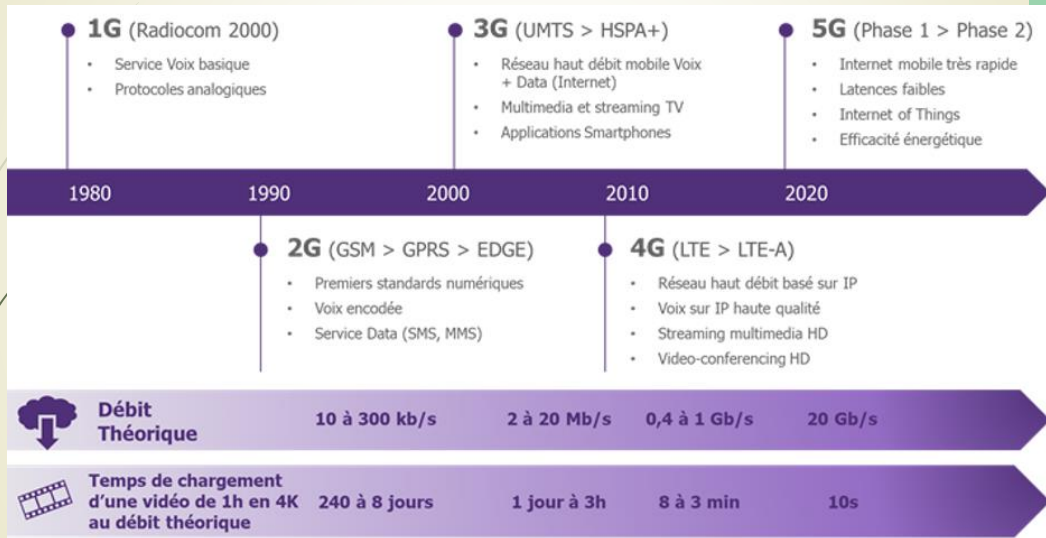 1G (Radiocom 2000)
• Service Voix basique
• Protocoles analogiques
3G (UMTS > HSPA+)
• Réseau haut débit mobile Voix
+ Data (Internet)
• Multimedia et streaming TV
• Applications Smartphones
5G (Phase 1 > Phase 2)
• Internet mobile très rapide
• Latences faibles
• Internet of Things
• Efficacité énergétique
1980 1990 2000 2010 2020
2G (GSM > GPRS > EDGE)
• Premiers standards numériques
• Voix encodée
• Service Data (SMS, MMS)
4G (LTE > LTE-A)
• Réseau haut débit basé sur IP
• Voix sur IP haute qualité
• Streaming multimedia HD
• Video-conferencing HD
Débit
Théorique
10 à 300 kb/s 2 à 20 Mb/s 0,4 à 1 Gb/s 20 Gb/s
Temps de chargement
d'une vidéo de 1h en 4K
au débit théorique
240 à 8 jours 1 jour à 3h 8 à 3 min 10s